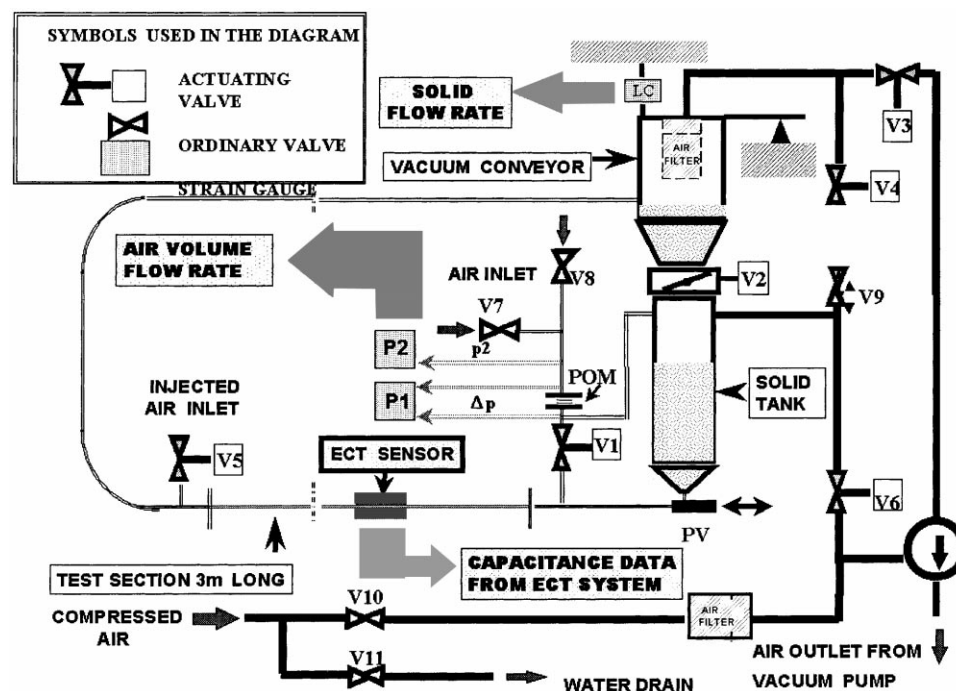 SYMBOLS USED IN THE DIAGRAM
ACTUATING
VALVE
ORDINARY VALVE
STRAIN GAUGE
SOLID
FLOW RATE
LC
AIR
FILTER
V3
VACUUM CONVEYOR
V4
AIR VOLUME
FLOW RATE
AIR INLET
V8
V2
V9
V7
P2
p2
POM
P1
Δp
SOLID
TANK
INJECTED
AIR INLET
V5
ECT SENSOR
V1
V6
PV
TEST SECTION 3m LONG
CAPACITANCE DATA
FROM ECT SYSTEM
COMPRESSED
AIR
V10
AIR
FILTER
V11
WATER DRAIN
AIR OUTLET FROM
VACUUM PUMP